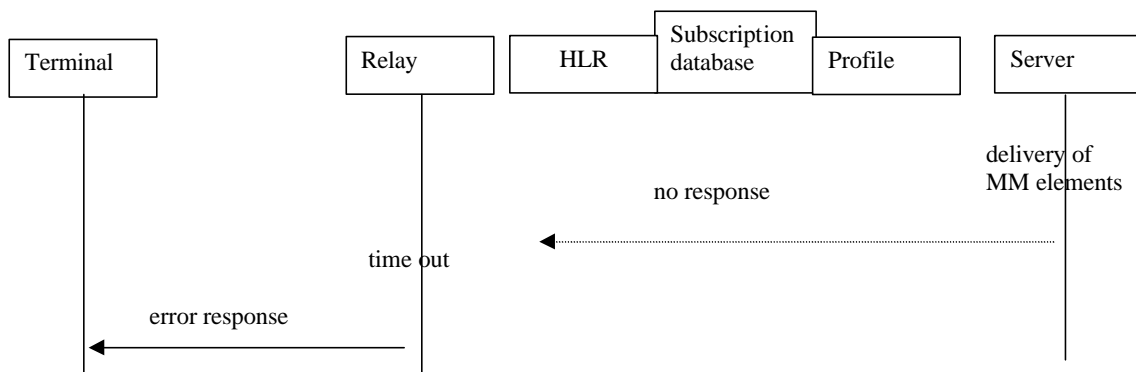 Terminal
Relay
HLR
Subscription
database
Profile
Server
delivery of
MM elements
no response
time out
error response